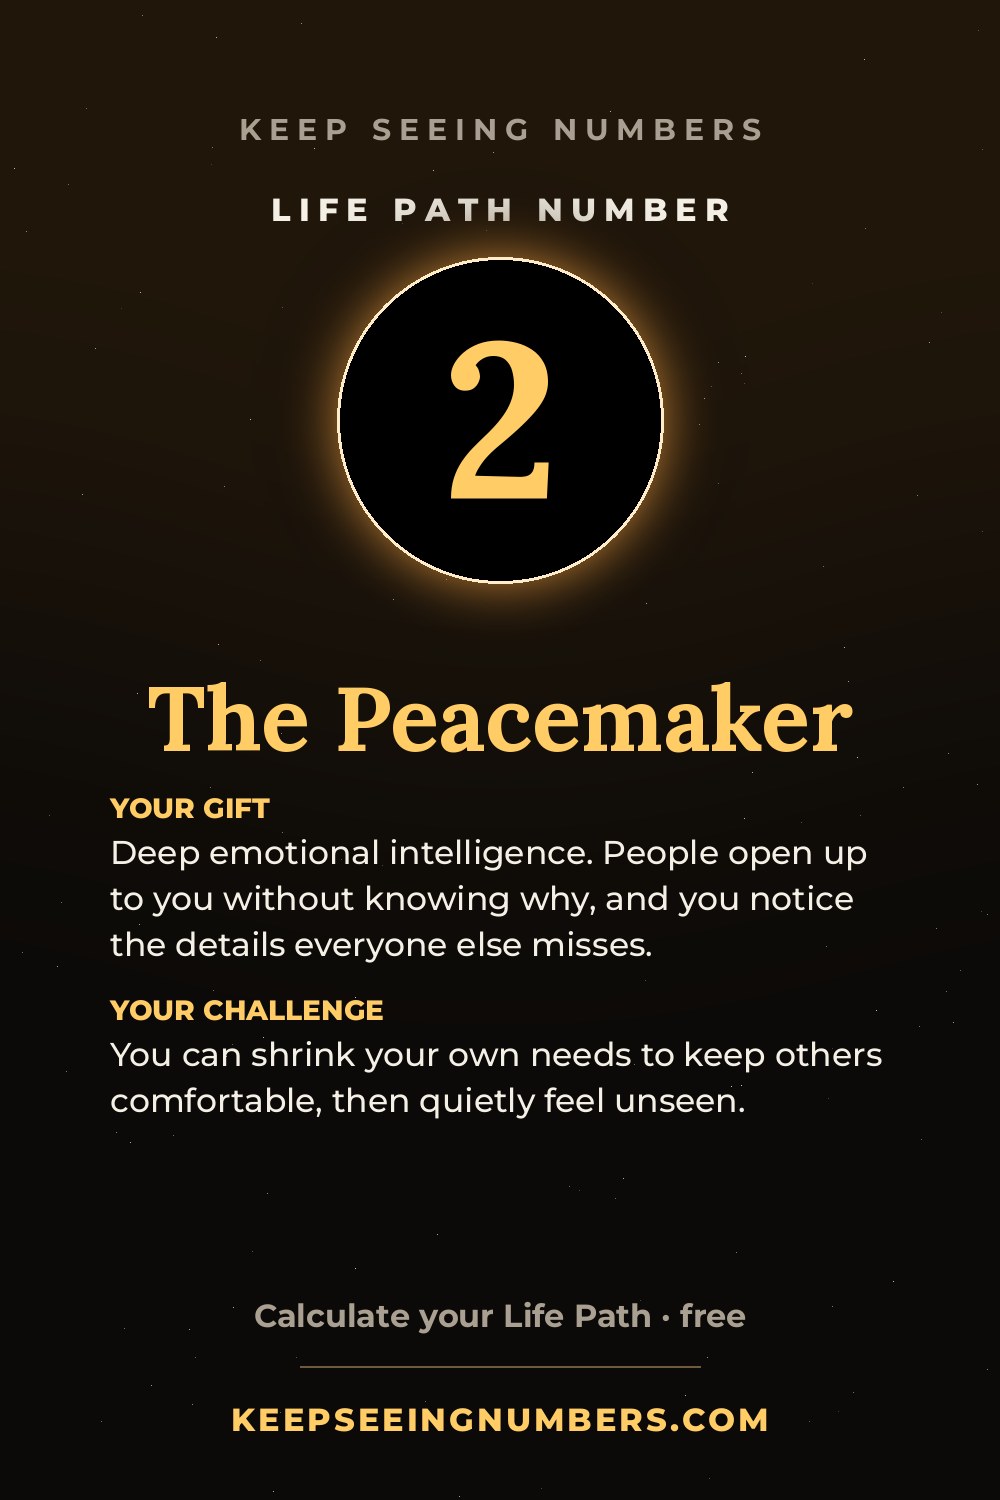 KEEP SEEING NUMBERS
LIFE PATH NUMBER
2
The Peacemaker
YOUR GIFT
Deep emotional intelligence. People open up
to you without knowing why, and you notice
the details everyone else misses.
YOUR CHALLENGE
You can shrink your own needs to keep others
comfortable, then quietly feel unseen.
Calculate your Life Path · free
KEEPSEEINGNUMBERS.COM